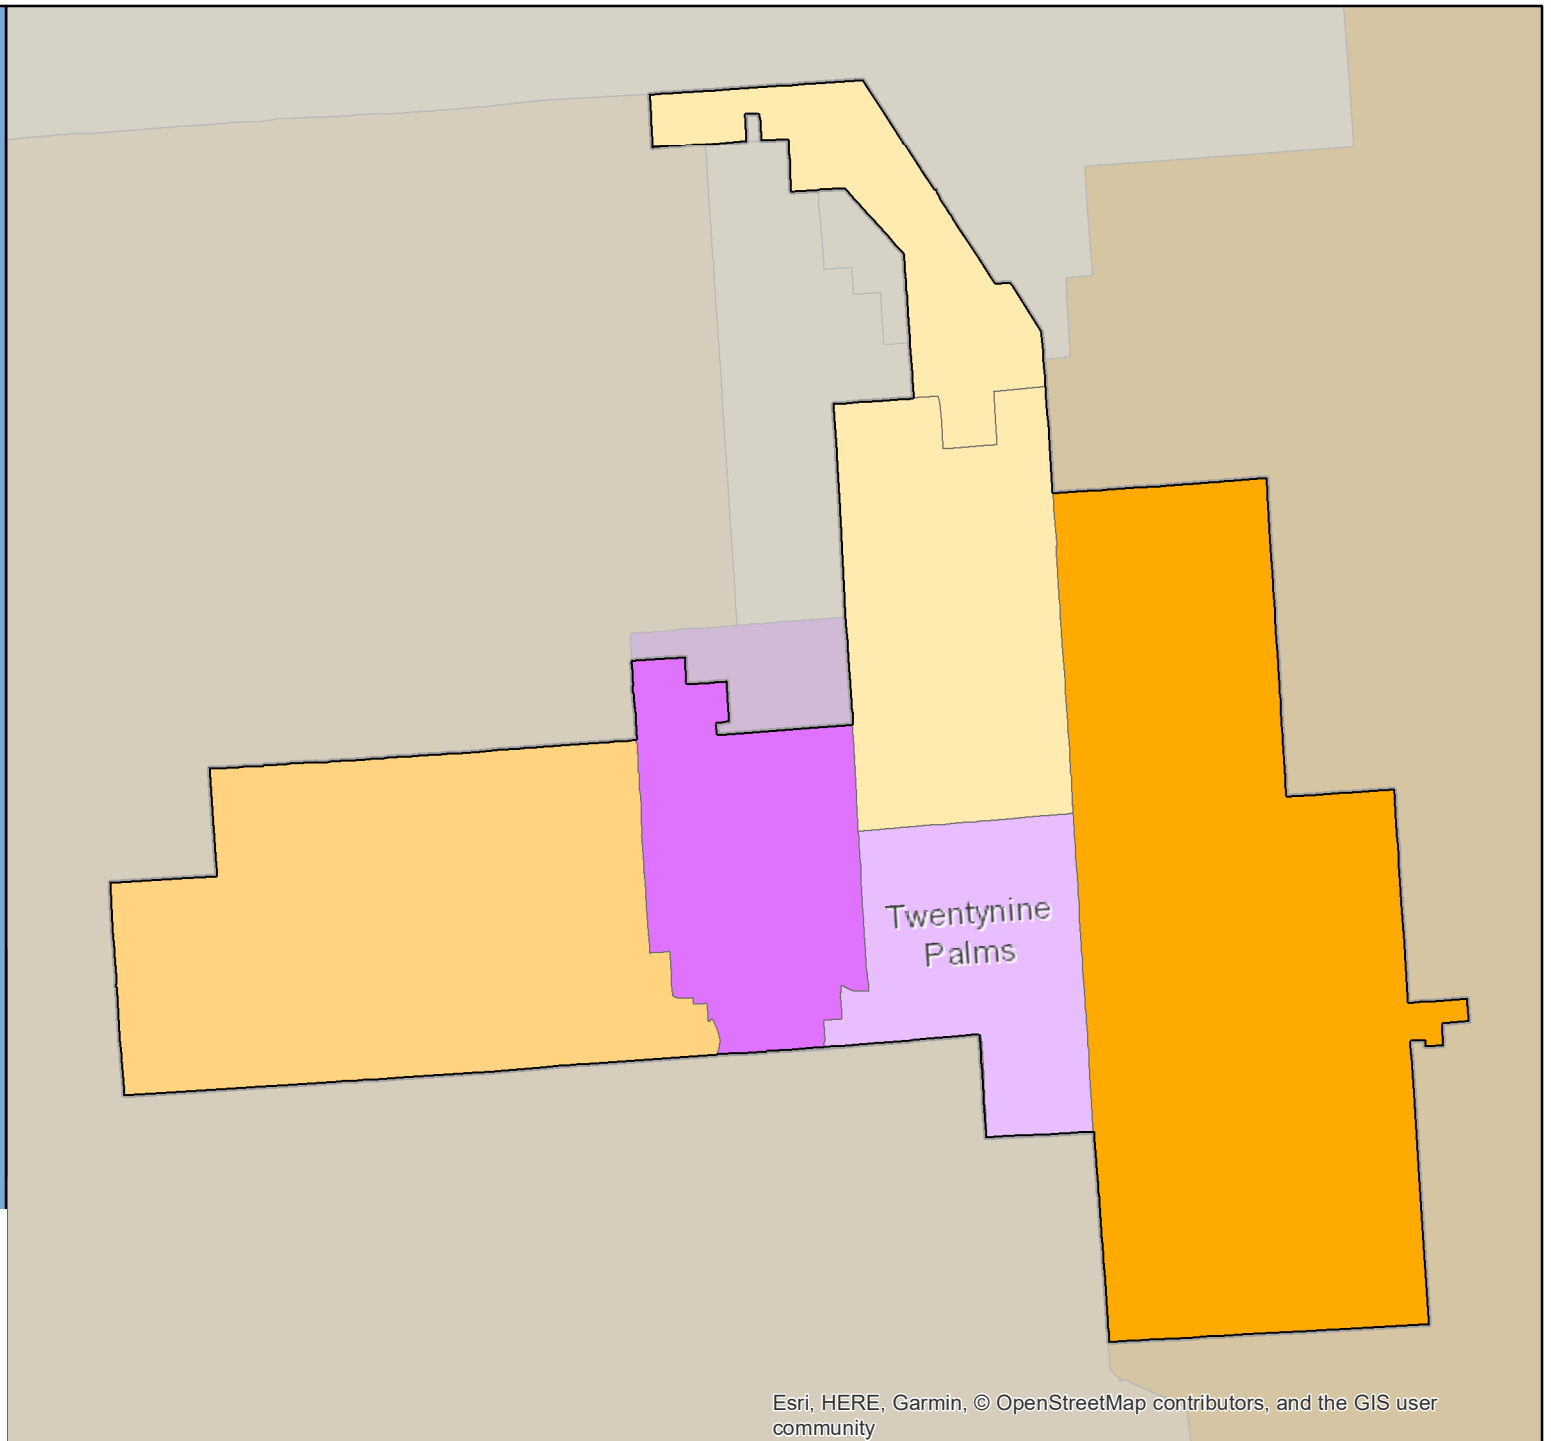 Twentynine
Palms
Esri, HERE, Garmin, © OpenStreetMap contributors, and the GIS user
community